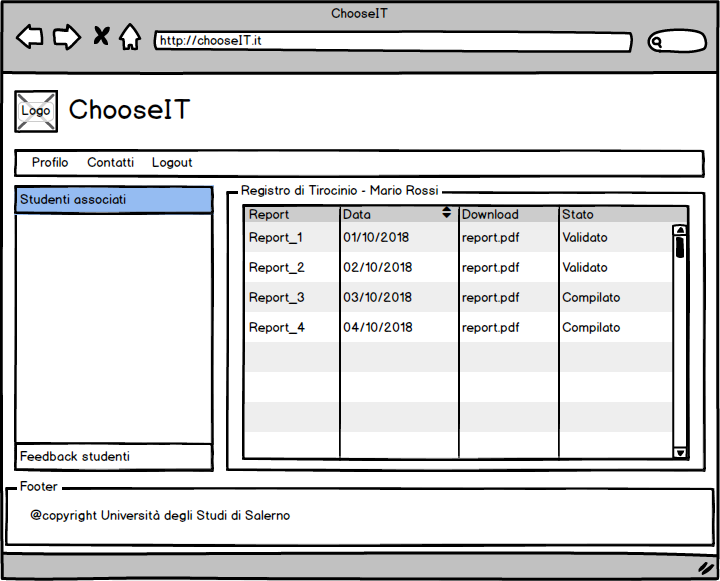 ChooseIT
http://chooseIT.it
Logo
ChooseIT
Profilo Contatti Logout
Studenti associati
Feedback studenti
Registro di Tirocinio - Mario Rossi
Report Data Download Stato
Report_1 01/10/2018 report.pdf Validato
Report_2 02/10/2018 report.pdf Validato
Report_3 03/10/2018 report.pdf Compilato
Report_4 04/10/2018 report.pdf Compilato
Footer
@copyright Università degli Studi di Salerno